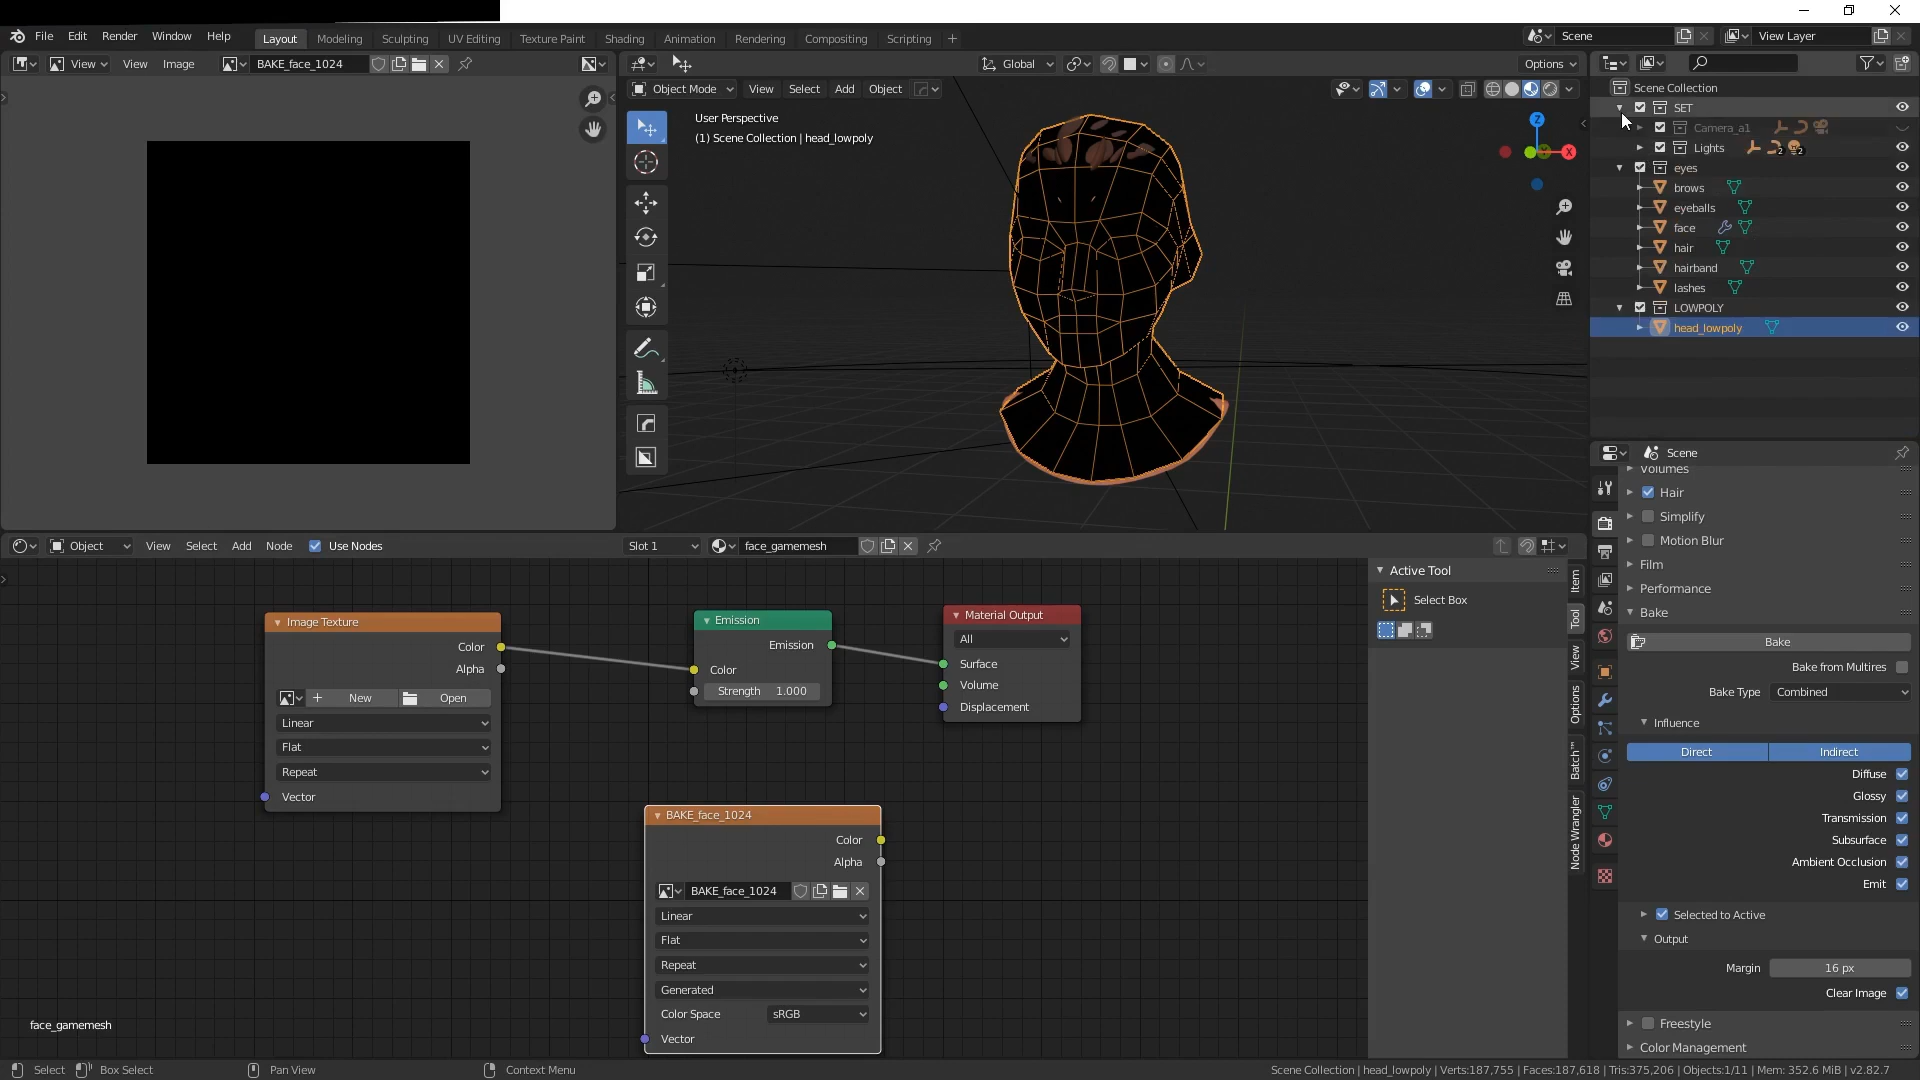 File Edit Render Window Help Layout Modeling Sculpting UV Editing Texture Paint Shading Animation Rendering Compositing Scripting + Scene View Layer
View View Image BAKE_face_1024 Global Options
Object Mode View Select Add Object
Scene Collection
SET
Camera_a1
Lights 2 2
eyes
brows
eyeballs
face
hair
hairband
lashes
LOWPOLY
head_lowpoly
User Perspective
(1) Scene Collection | head_lowpoly
Z
X
Scene
Volumes
Hair
Simplify
Motion Blur
Film
Performance
Bake
Bake
Bake from Multires
Bake Type Combined
Influence
Direct Indirect
Diffuse
Glossy
Transmission
Subsurface
Ambient Occlusion
Emit
Selected to Active
Output
Margin 16 px
Clear Image
Freestyle
Color Management
Object View Select Add Node Use Nodes Slot 1 face_gamemesh
Image Texture
Color
Alpha
New Open
Linear
Flat
Repeat
Vector
Emission
Emission
Color
Strength 1.000
Material Output
All
Surface
Volume
Displacement
BAKE_face_1024
Color
Alpha
BAKE_face_1024
Linear
Flat
Repeat
Generated
Color Space sRGB
Vector
Active Tool
Select Box
Item
Tool
View
Options
Batch™
Node Wrangler
face_gamemesh
Select Box Select Pan View Context Menu Scene Collection | head_lowpoly | Verts:187,755 | Faces:187,618 | Tris:375,206 | Objects:1/11 | Mem: 352.6 MiB | v2.82.7